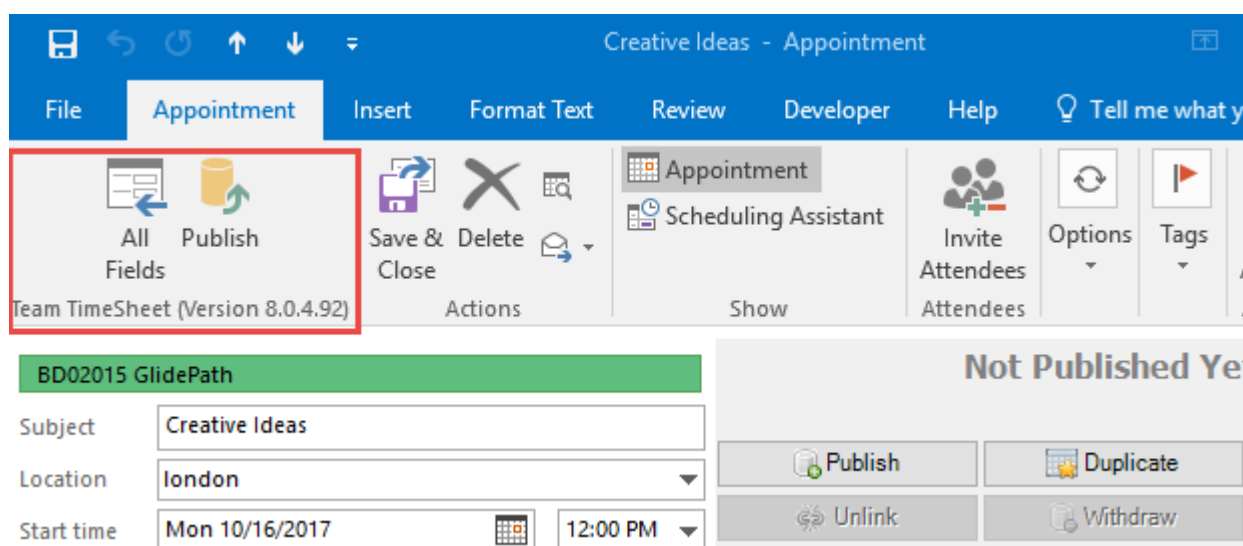 Creative Ideas - Appointment
File Appointment Insert Format Text Review Developer Help Tell me what y
All Fields
Publish
Team TimeSheet (Version 8.0.4.92)
Save & Close
Delete
Actions
Appointment
Scheduling Assistant
Show
Invite Attendees
Attendees
Options
Tags
BD02015 GlidePath
Not Published Ye
Subject Creative Ideas
Location london
Start time Mon 10/16/2017 12:00 PM
Publish Duplicate
Unlink Withdraw